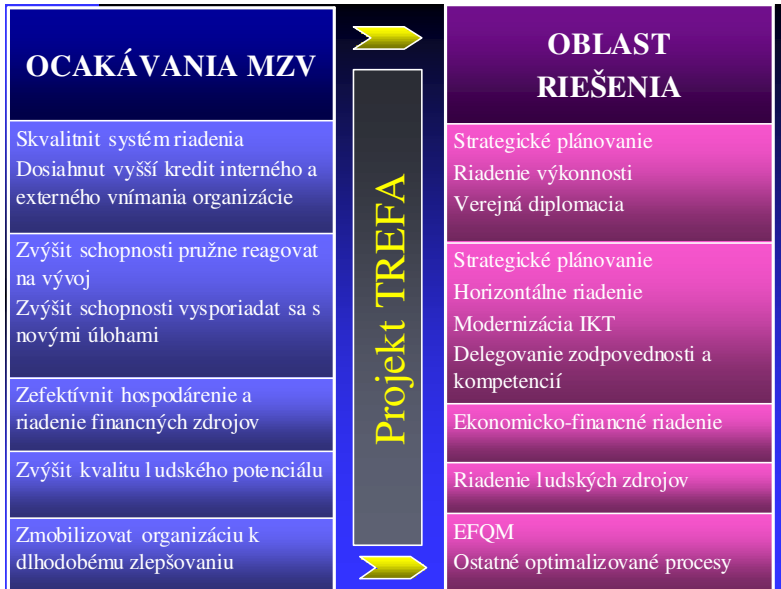 OCAKÁVANIA MZV
Skvalitnit systém riadenia
Dosiahnut vyšší kredit interného a
externého vnímania organizácie
Zvýšit schopnosti pružne reagovat
na vývoj
Zvýšit schopnosti vysporiadat sa s
novými úlohami
Zefektívnit hospodárenie a
riadenie financných zdrojov
Zvýšit kvalitu ludského potenciálu
Zmobilizovat organizáciu k
dlhodobému zlepšovaniu
Projekt TREFA
OBLAST
RIEŠENIA
Strategické plánovanie
Riadenie výkonnosti
Verejná diplomacia
Strategické plánovanie
Horizontálne riadenie
Modernizácia IKT
Delegovanie zodpovednosti a
kompetencií
Ekonomicko-financné riadenie
Riadenie ludských zdrojov
EFQM
Ostatné optimalizované procesy